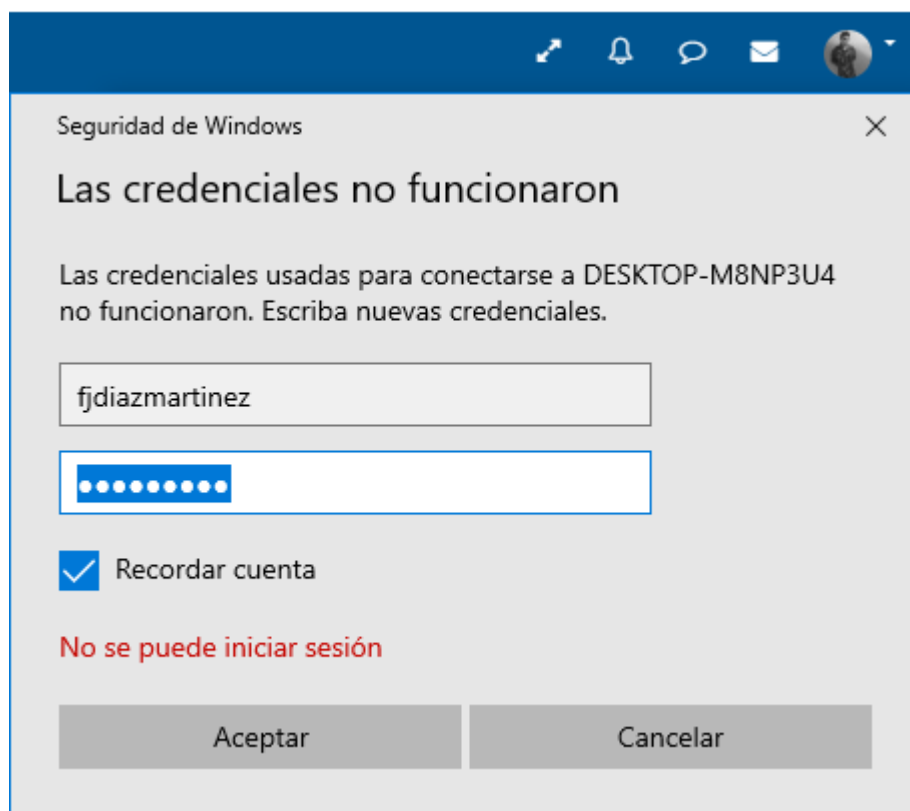 Seguridad de Windows
Las credenciales no funcionaron
Las credenciales usadas para conectarse a DESKTOP-M8NP3U4
no funcionaron. Escriba nuevas credenciales.
fjdiazmartinez
•••••••••
Recordar cuenta
No se puede iniciar sesión
Aceptar
Cancelar